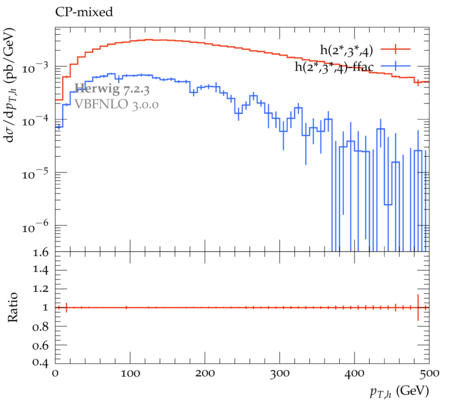 CP-mixed
h(2*,3*,4)
h(2*,3*,4)-ffac
Herwig 7.2.3
VBFNLO 3.0.0
dσ/dp_{T,h} (pb/GeV)
10^{-3}
10^{-4}
10^{-5}
10^{-6}
1.6
1.4
1.2
1
0.8
0.6
0.4
Ratio
0 100 200 300 400 500
p_{T,h} (GeV)